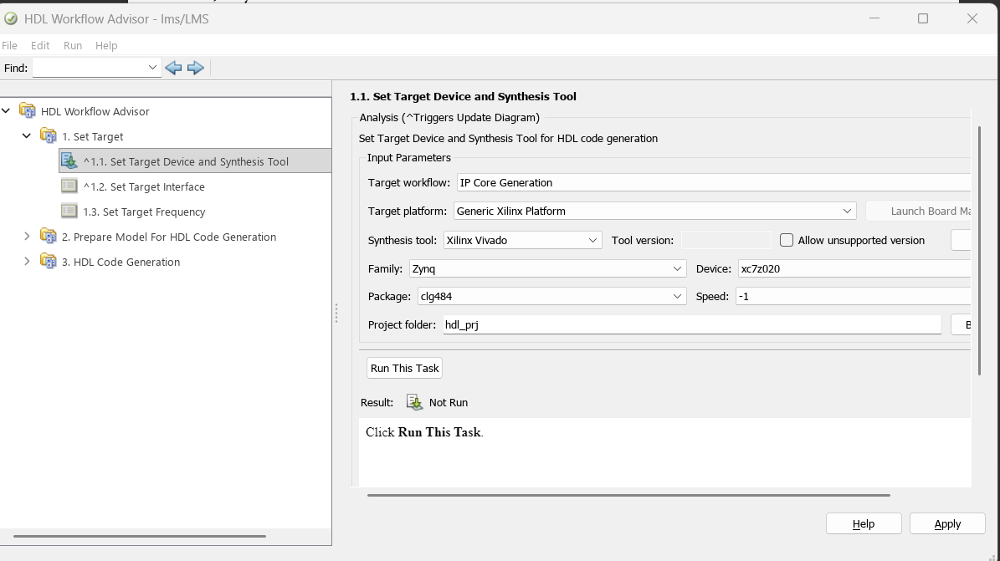 HDL Workflow Advisor - lms/LMS
File Edit Run Help
Find:
HDL Workflow Advisor
1. Set Target
^1.1. Set Target Device and Synthesis Tool
^1.2. Set Target Interface
1.3. Set Target Frequency
2. Prepare Model For HDL Code Generation
3. HDL Code Generation
1.1. Set Target Device and Synthesis Tool
Analysis (^Triggers Update Diagram)
Set Target Device and Synthesis Tool for HDL code generation
Input Parameters
Target workflow: IP Core Generation
Target platform: Generic Xilinx Platform Launch Board Ma
Synthesis tool: Xilinx Vivado Tool version: Allow unsupported version
Family: Zynq Device: xc7z020
Package: clg484 Speed: -1
Project folder: hdl_prj B
Run This Task
Result: Not Run
Click Run This Task.
Help Apply